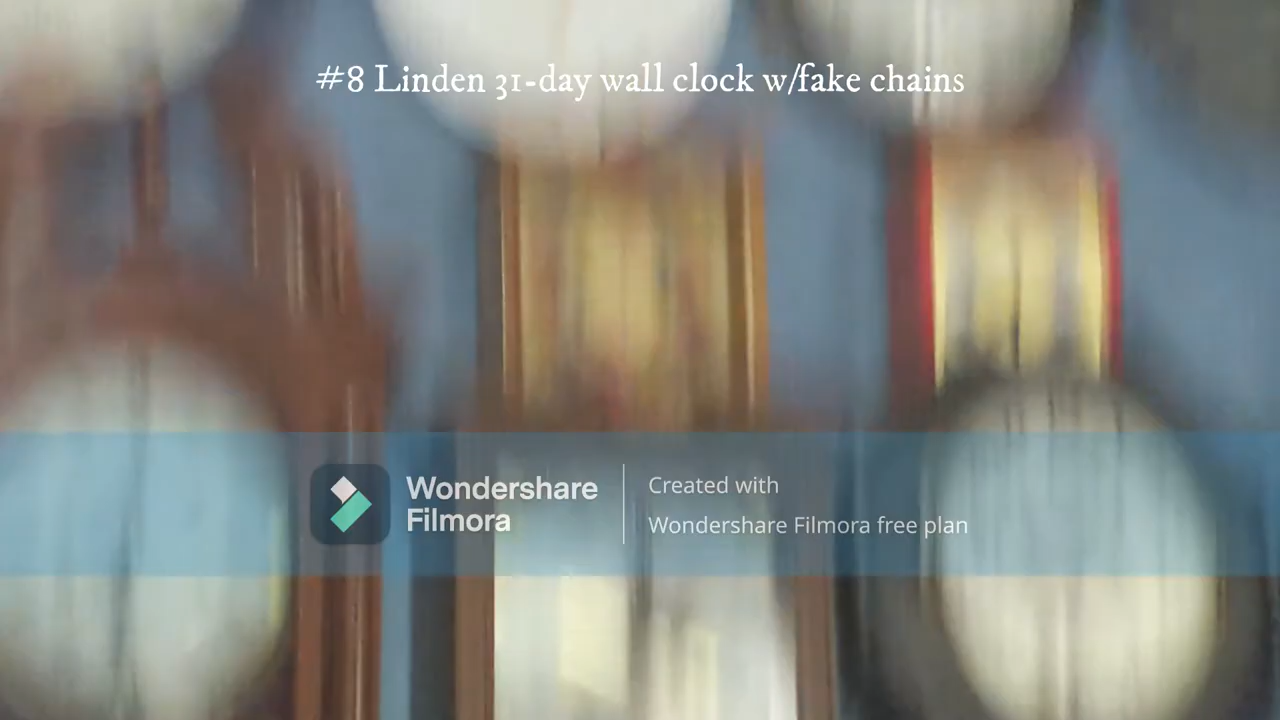 #8 Linden 31-day wall clock w/fake chains
Wondershare
Filmora
Created with
Wondershare Filmora free plan